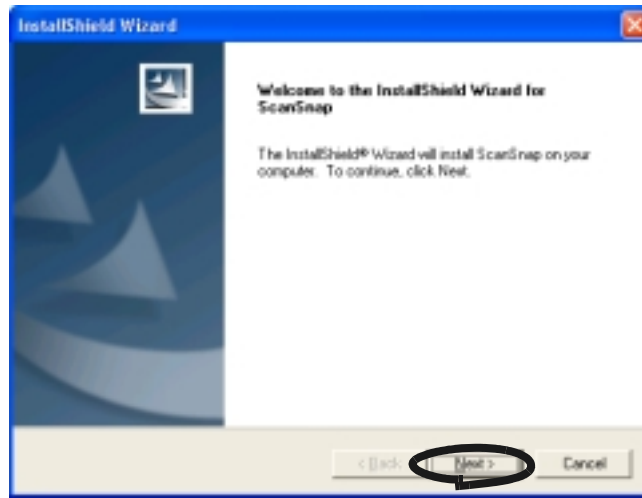 InstallShield Wizard
Welcome to the InstallShield Wizard for
ScanSnap
The InstallShield® Wizard will install ScanSnap on your
computer. To continue, click Next.
< Back
Next >
Cancel